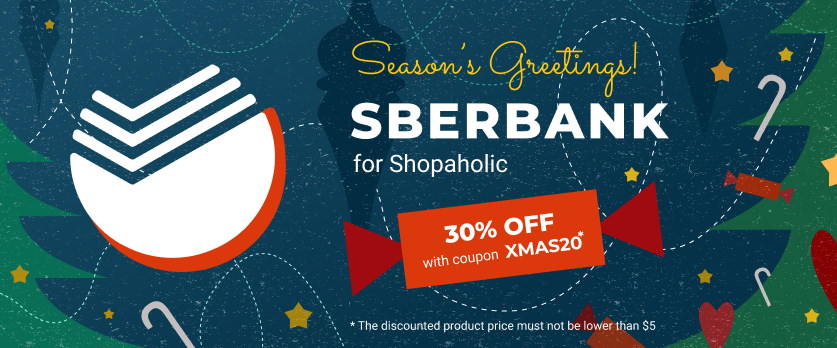 Season's Greetings!
SBERBANK
for Shopaholic
30% OFF
with coupon XMAS20*
* The discounted product price must not be lower than $5